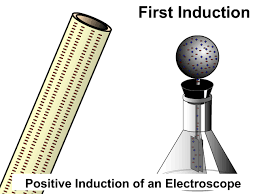 First Induction
Positive Induction of an Electroscope